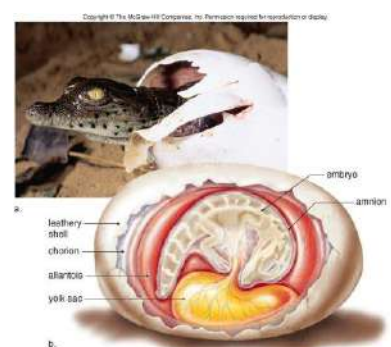 Copyright © The McGraw-Hill Companies, Inc. Permission required for reproduction or display.
a.
embryo
amnion
leathery
shell
chorion
allantois
yolk sac
b.